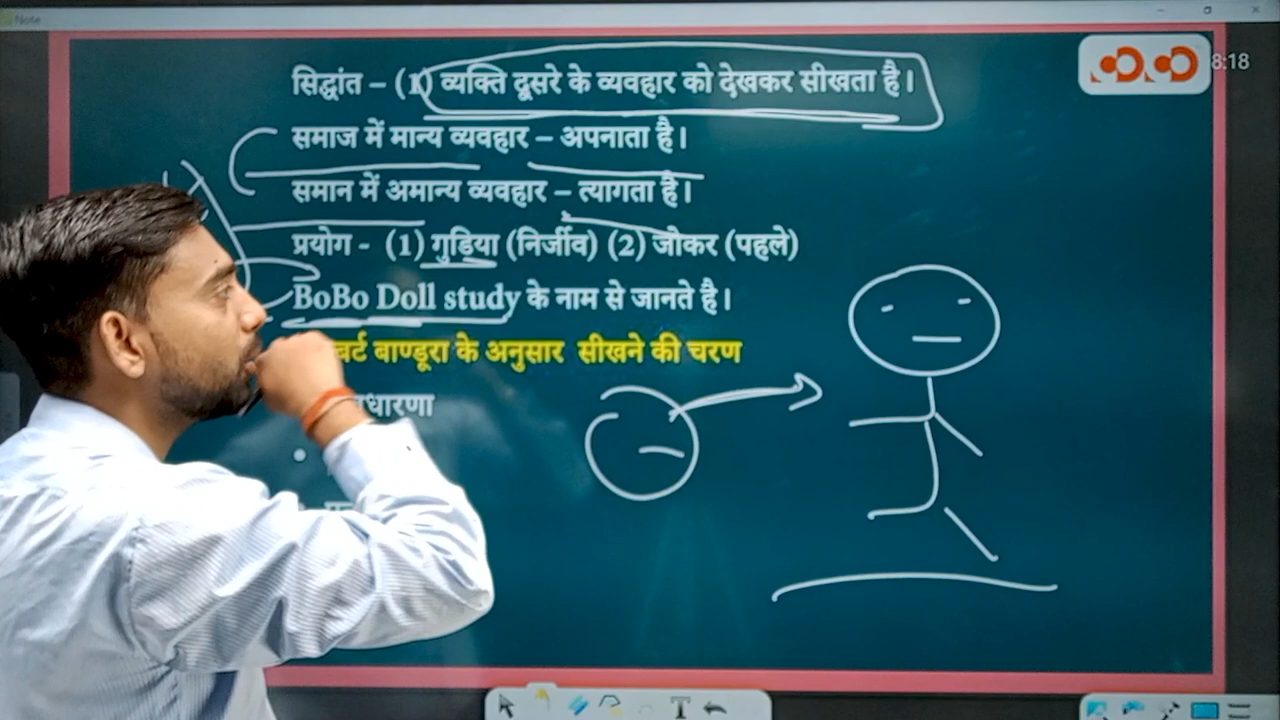 Note
8:18
सिद्धांत – (1) व्यक्ति दूसरे के व्यवहार को देखकर सीखता है।
समाज में मान्य व्यवहार – अपनाता है।
समान में अमान्य व्यवहार – त्यागता है।
प्रयोग - (1) गुड़िया (निर्जीव) (2) जोकर (पहले)
BoBo Doll study के नाम से जानते है।
बाण्डूरा के अनुसार सीखने की चरण